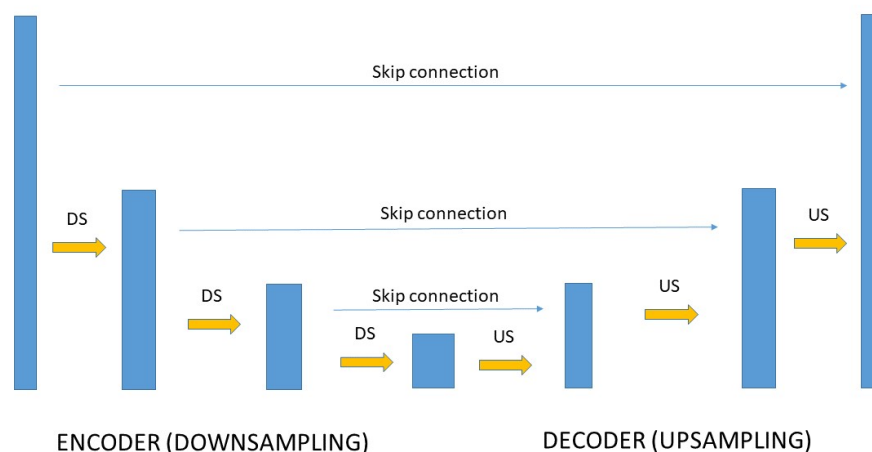 Skip connection
DS
Skip connection
US
DS
Skip connection
US
DS
US
ENCODER (DOWNSAMPLING)
DECODER (UPSAMPLING)